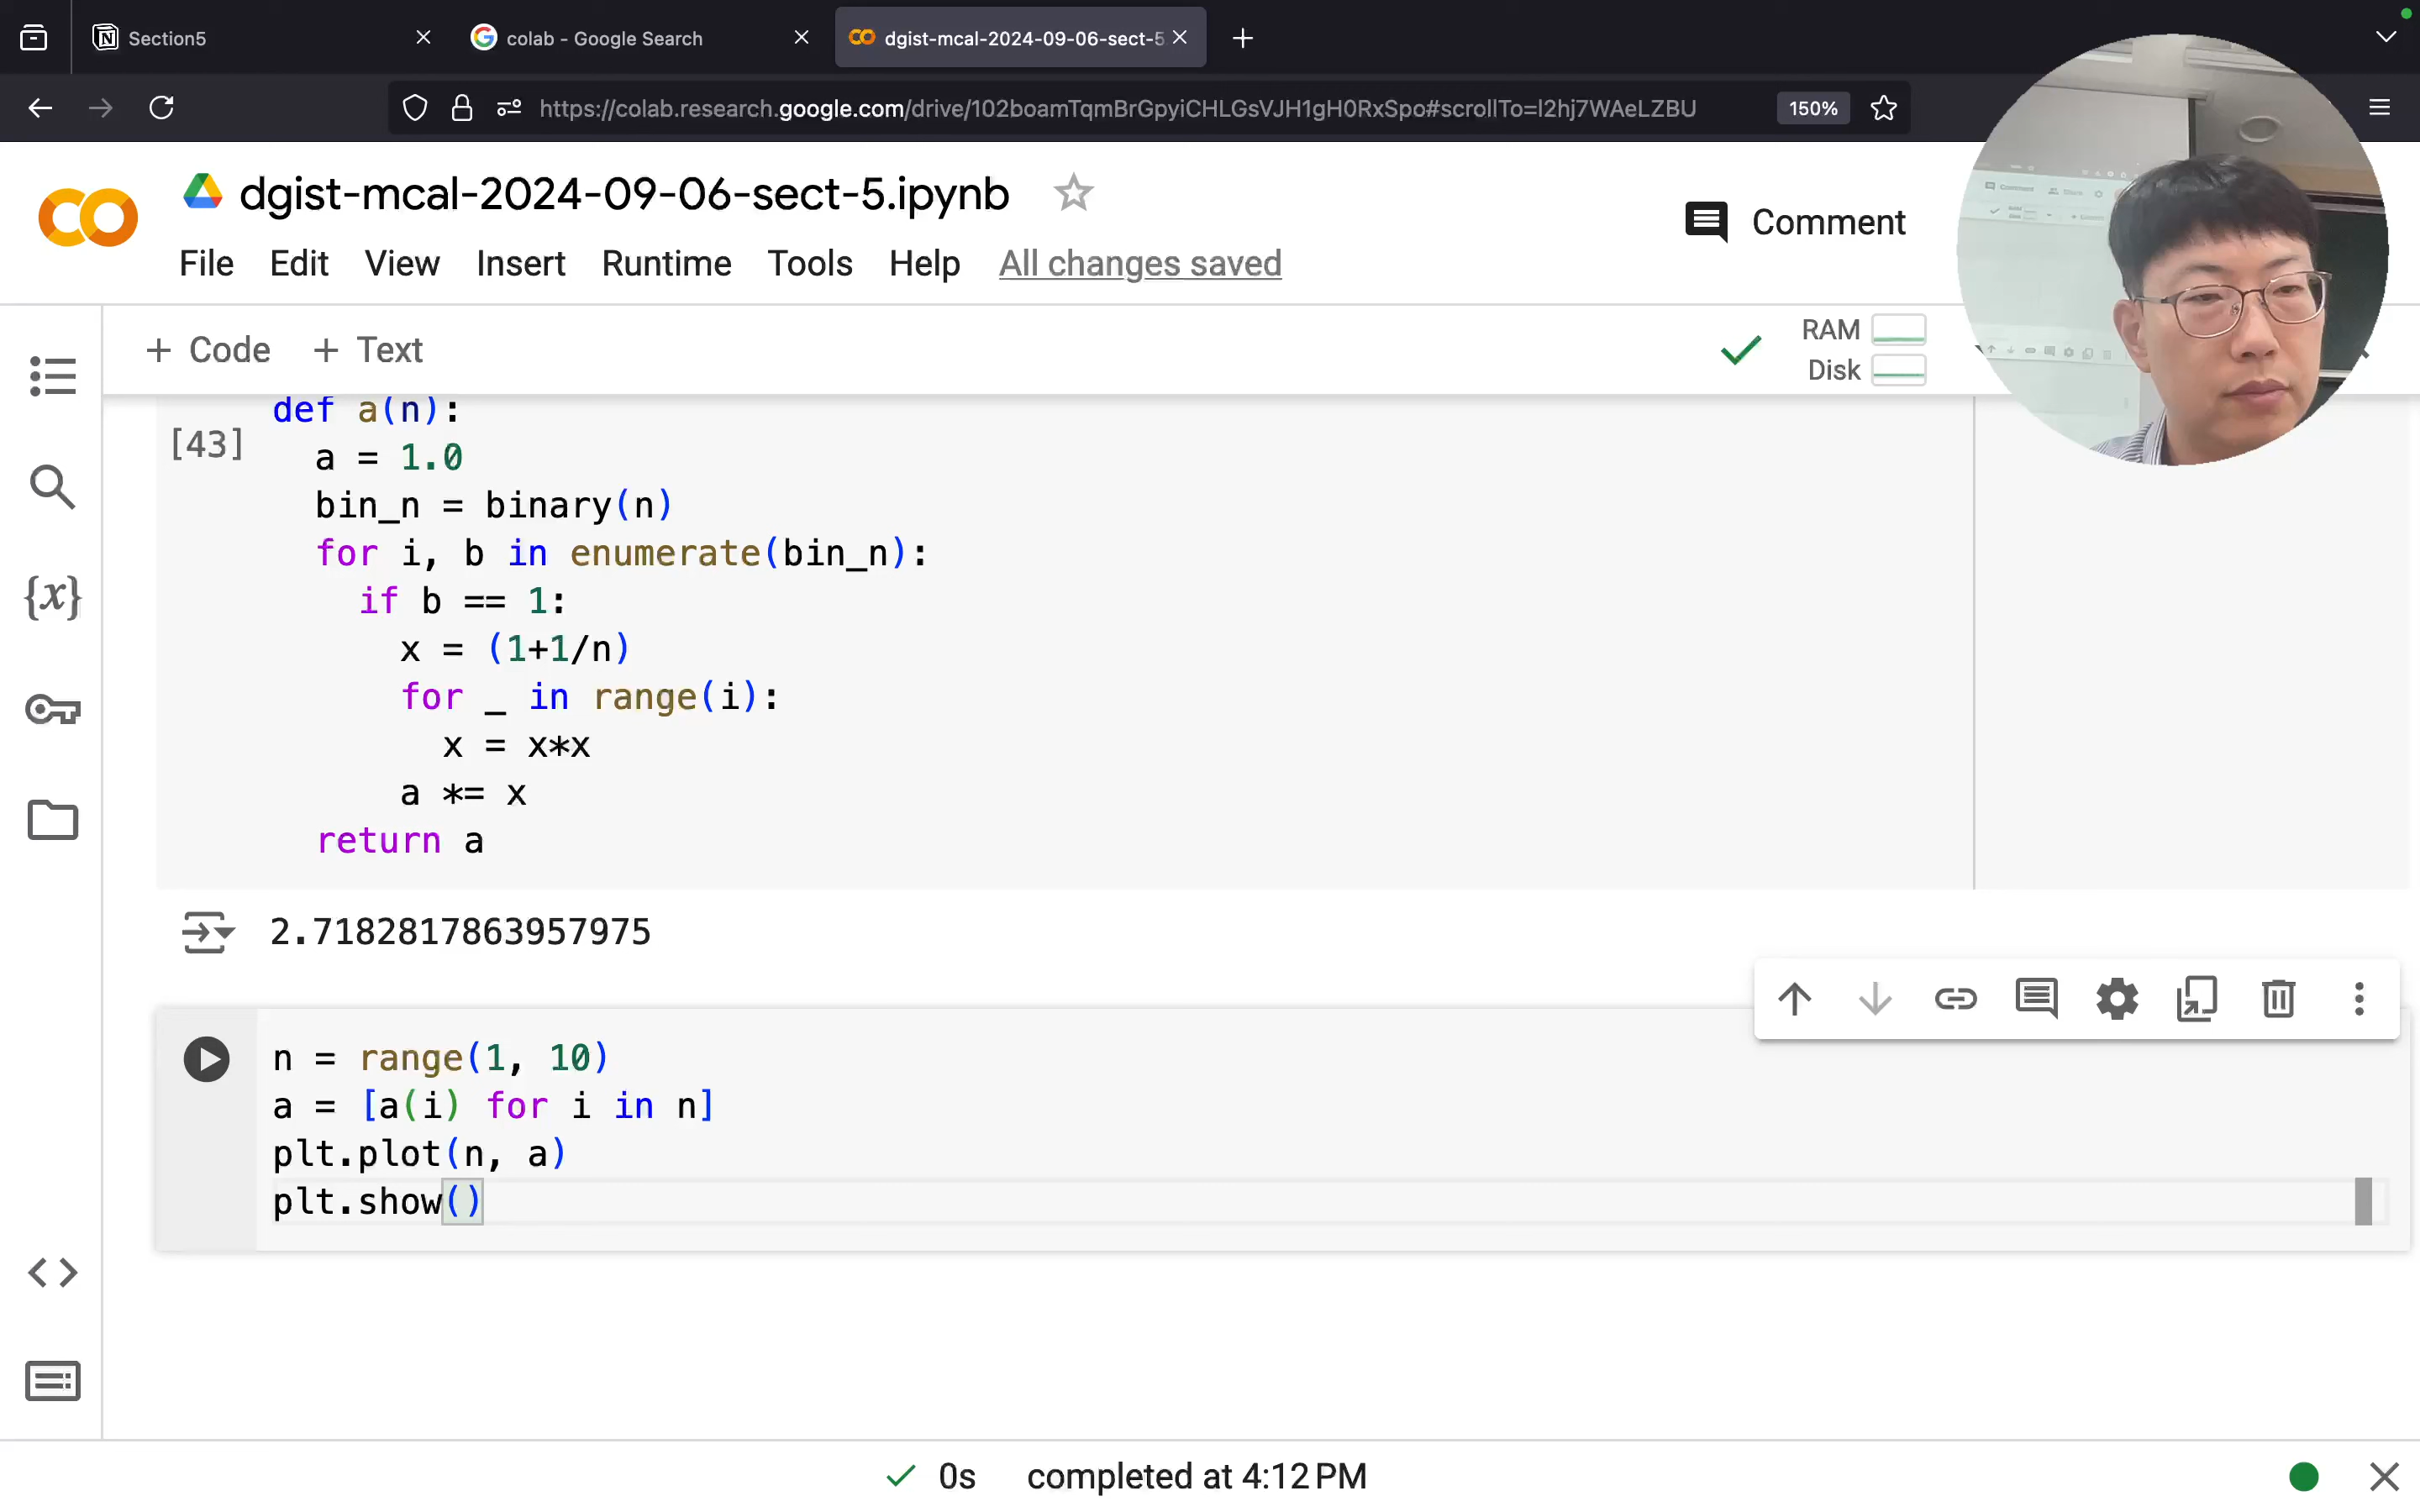 Section5
colab - Google Search
dgist-mcal-2024-09-06-sect-5
https://colab.research.google.com/drive/102boamTqmBrGpyiCHLGsVJH1gH0RxSpo#scrollTo=l2hj7WAeLZBU
150%
dgist-mcal-2024-09-06-sect-5.ipynb
Comment
File Edit View Insert Runtime Tools Help All changes saved
+ Code + Text
RAM
Disk
def a(n):
[43]
a = 1.0
bin_n = binary(n)
for i, b in enumerate(bin_n):
if b == 1:
x = (1+1/n)
for _ in range(i):
x = x*x
a *= x
return a
2.7182817863957975
n = range(1, 10)
a = [a(i) for i in n]
plt.plot(n, a)
plt.show()
0s completed at 4:12 PM